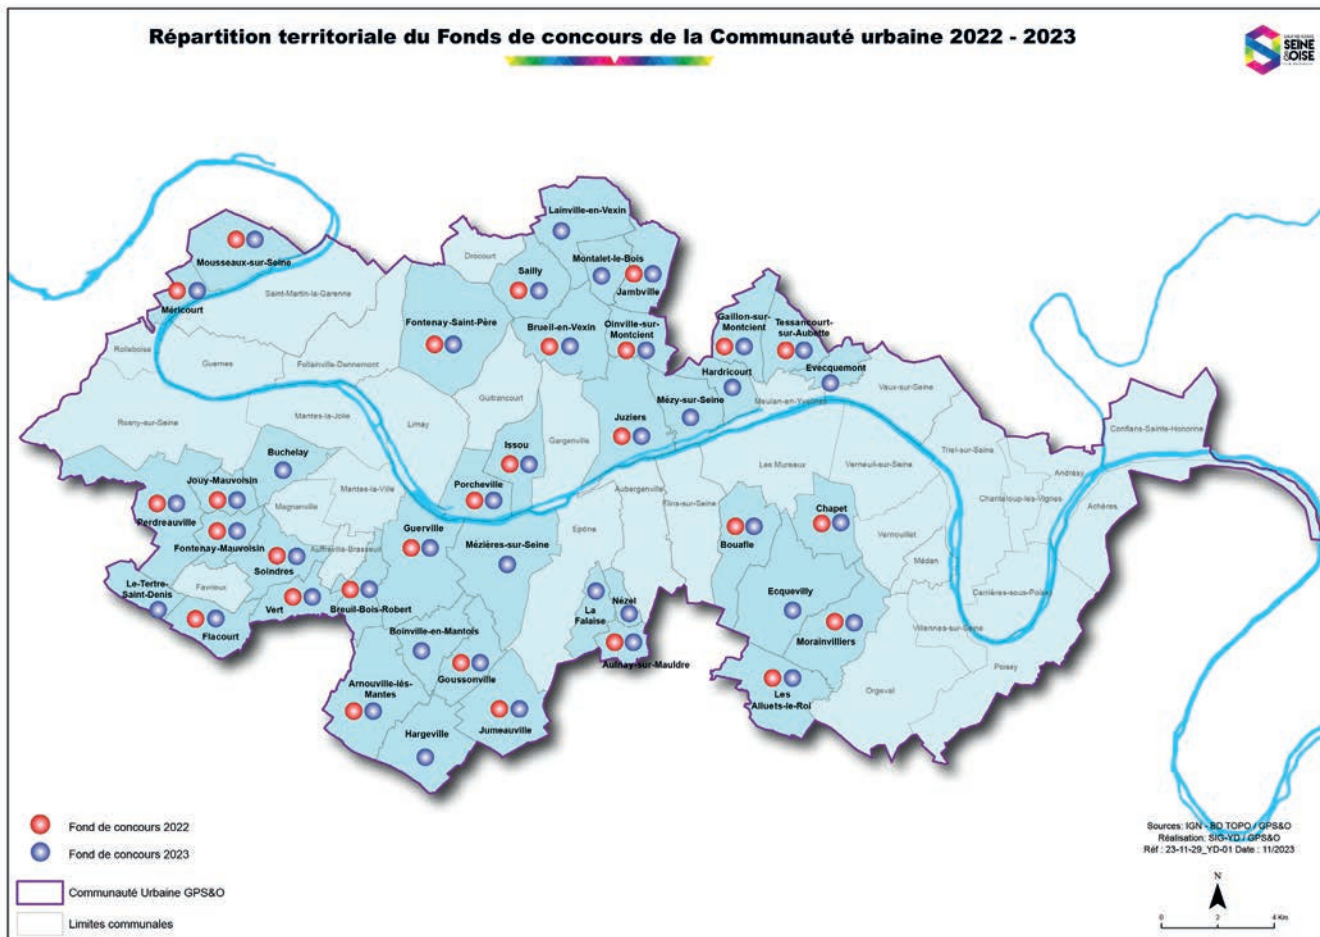 Répartition territoriale du Fonds de concours de la Communauté urbaine 2022 - 2023
SEINE
&OISE
Lainville-en-Vexin
Mousseaux-sur-Seine
Drocourt
Montalet-le-Bois
Sailly
Jambville
Saint-Martin-la-Garenne
Méricourt
Fontenay-Saint-Père
Brueil-en-Vexin
Oinville-sur-
Montcient
Gaillon-sur-
Montcient
Tessancourt-
sur-Aubette
Rolleboise
Guernes
Follainville-Dennemont
Hardricourt
Evecquemont
Vaux-sur-Seine
Guitrancourt
Mézy-sur-Seine
Meulan-en-Yvelines
Rosny-sur-Seine
Mantes-la-Jolie
Limay
Juziers
Gargenville
Conflans-Sainte-Honorine
Buchelay
Issou
Triel-sur-Seine
Les Mureaux
Verneuil-sur-Seine
Andrésy
Jouy-Mauvoisin
Mantes-la-Ville
Porcheville
Aubergenville
Flins-sur-Seine
Chanteloup-les-Vignes
Achères
Magnanville
Perdreauville
Chapet
Guerville
Epône
Bouafle
Vernouillet
Fontenay-Mauvoisin
Auffreville-Brasseuil
Mézières-sur-Seine
Médan
Soindres
Le-Tertre-
Saint-Denis
Favrieux
Carrières-sous-Poissy
Vert
Breuil-Bois-Robert
La
Falaise
Nézel
Ecquevilly
Flacourt
Boinville-en-Mantois
Morainvilliers
Villennes-sur-Seine
Aulnay-sur-Mauldre
Poissy
Goussonville
Arnouville-lés-
Mantes
Les
Alluets-le-Roi
Orgeval
Hargeville
Jumeauville
Fond de concours 2022
Fond de concours 2023
Communauté Urbaine GPS&O
Limites communales
Sources: IGN - BD TOPO / GPS&O
Réalisation: SIG-YD / GPS&O
Réf : 23-11-29_YD-01 Date : 11/2023
N
0 2 4 Km